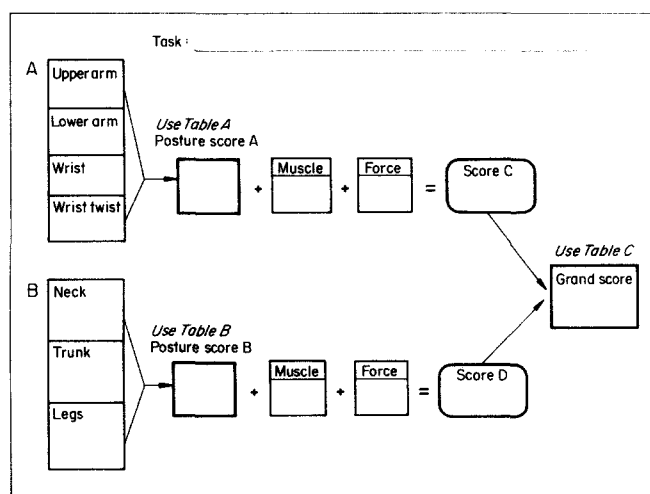 Task :
A
Upper arm
Lower arm
Wrist
Wrist twist
Use Table A
Posture score A
+
Muscle
+
Force
=
Score C
Use Table C
Grand score
B
Neck
Trunk
Legs
Use Table B
Posture score B
+
Muscle
+
Force
=
Score D